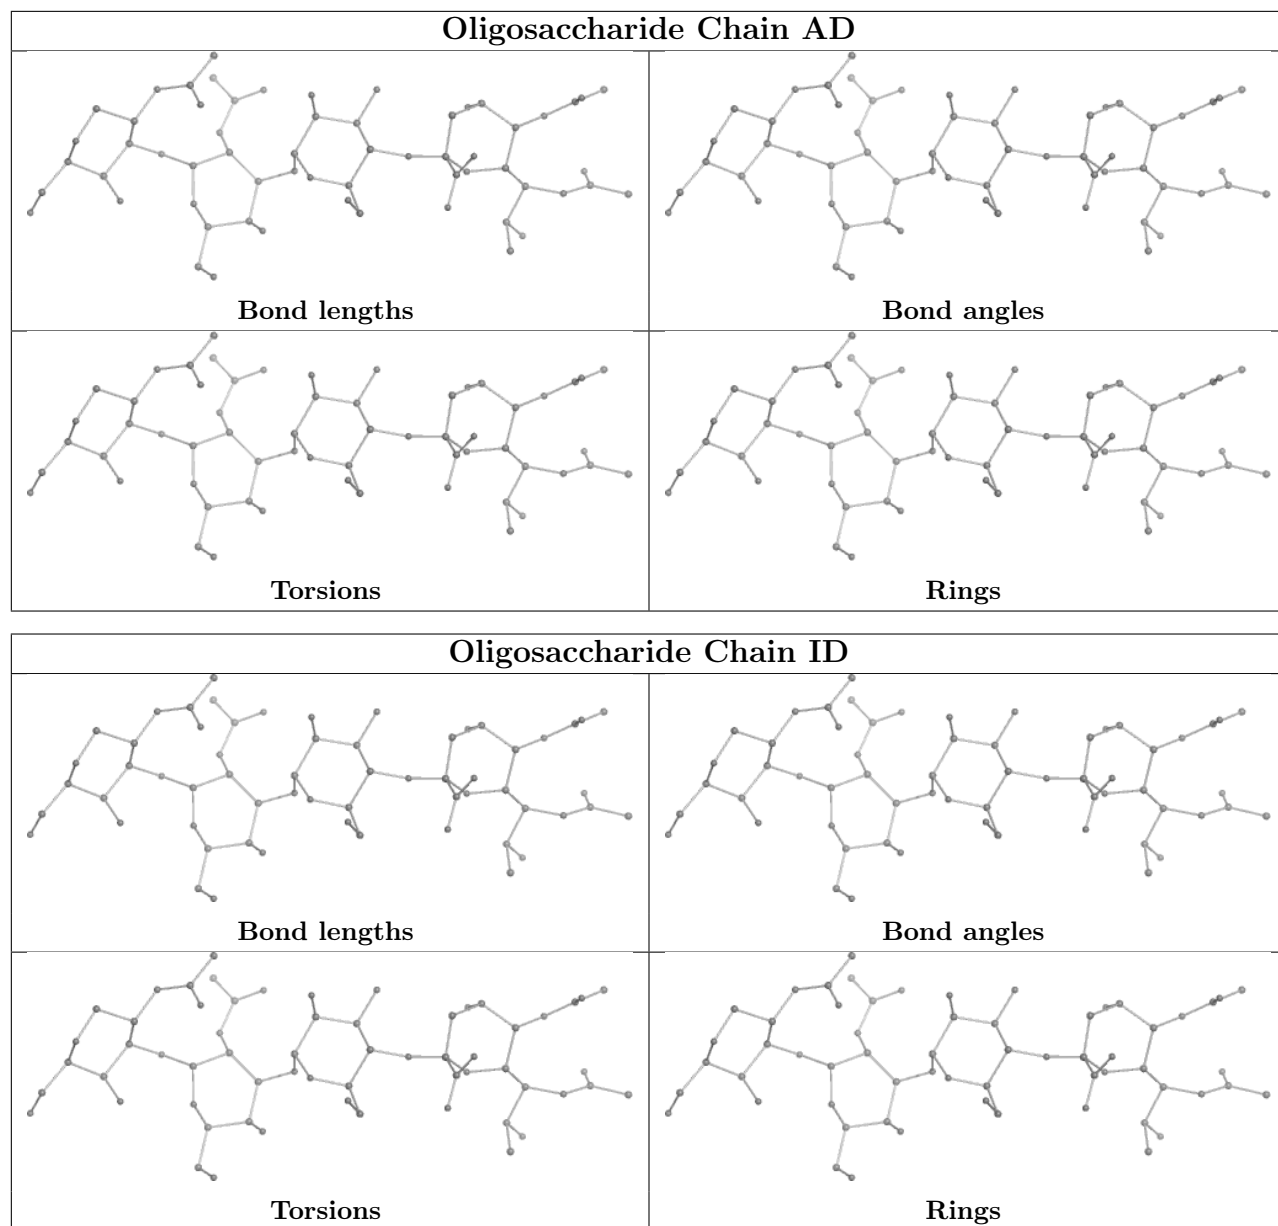 Oligosaccharide Chain AD
Bond lengths
Bond angles
Torsions
Rings
Oligosaccharide Chain ID
Bond lengths
Bond angles
Torsions
Rings